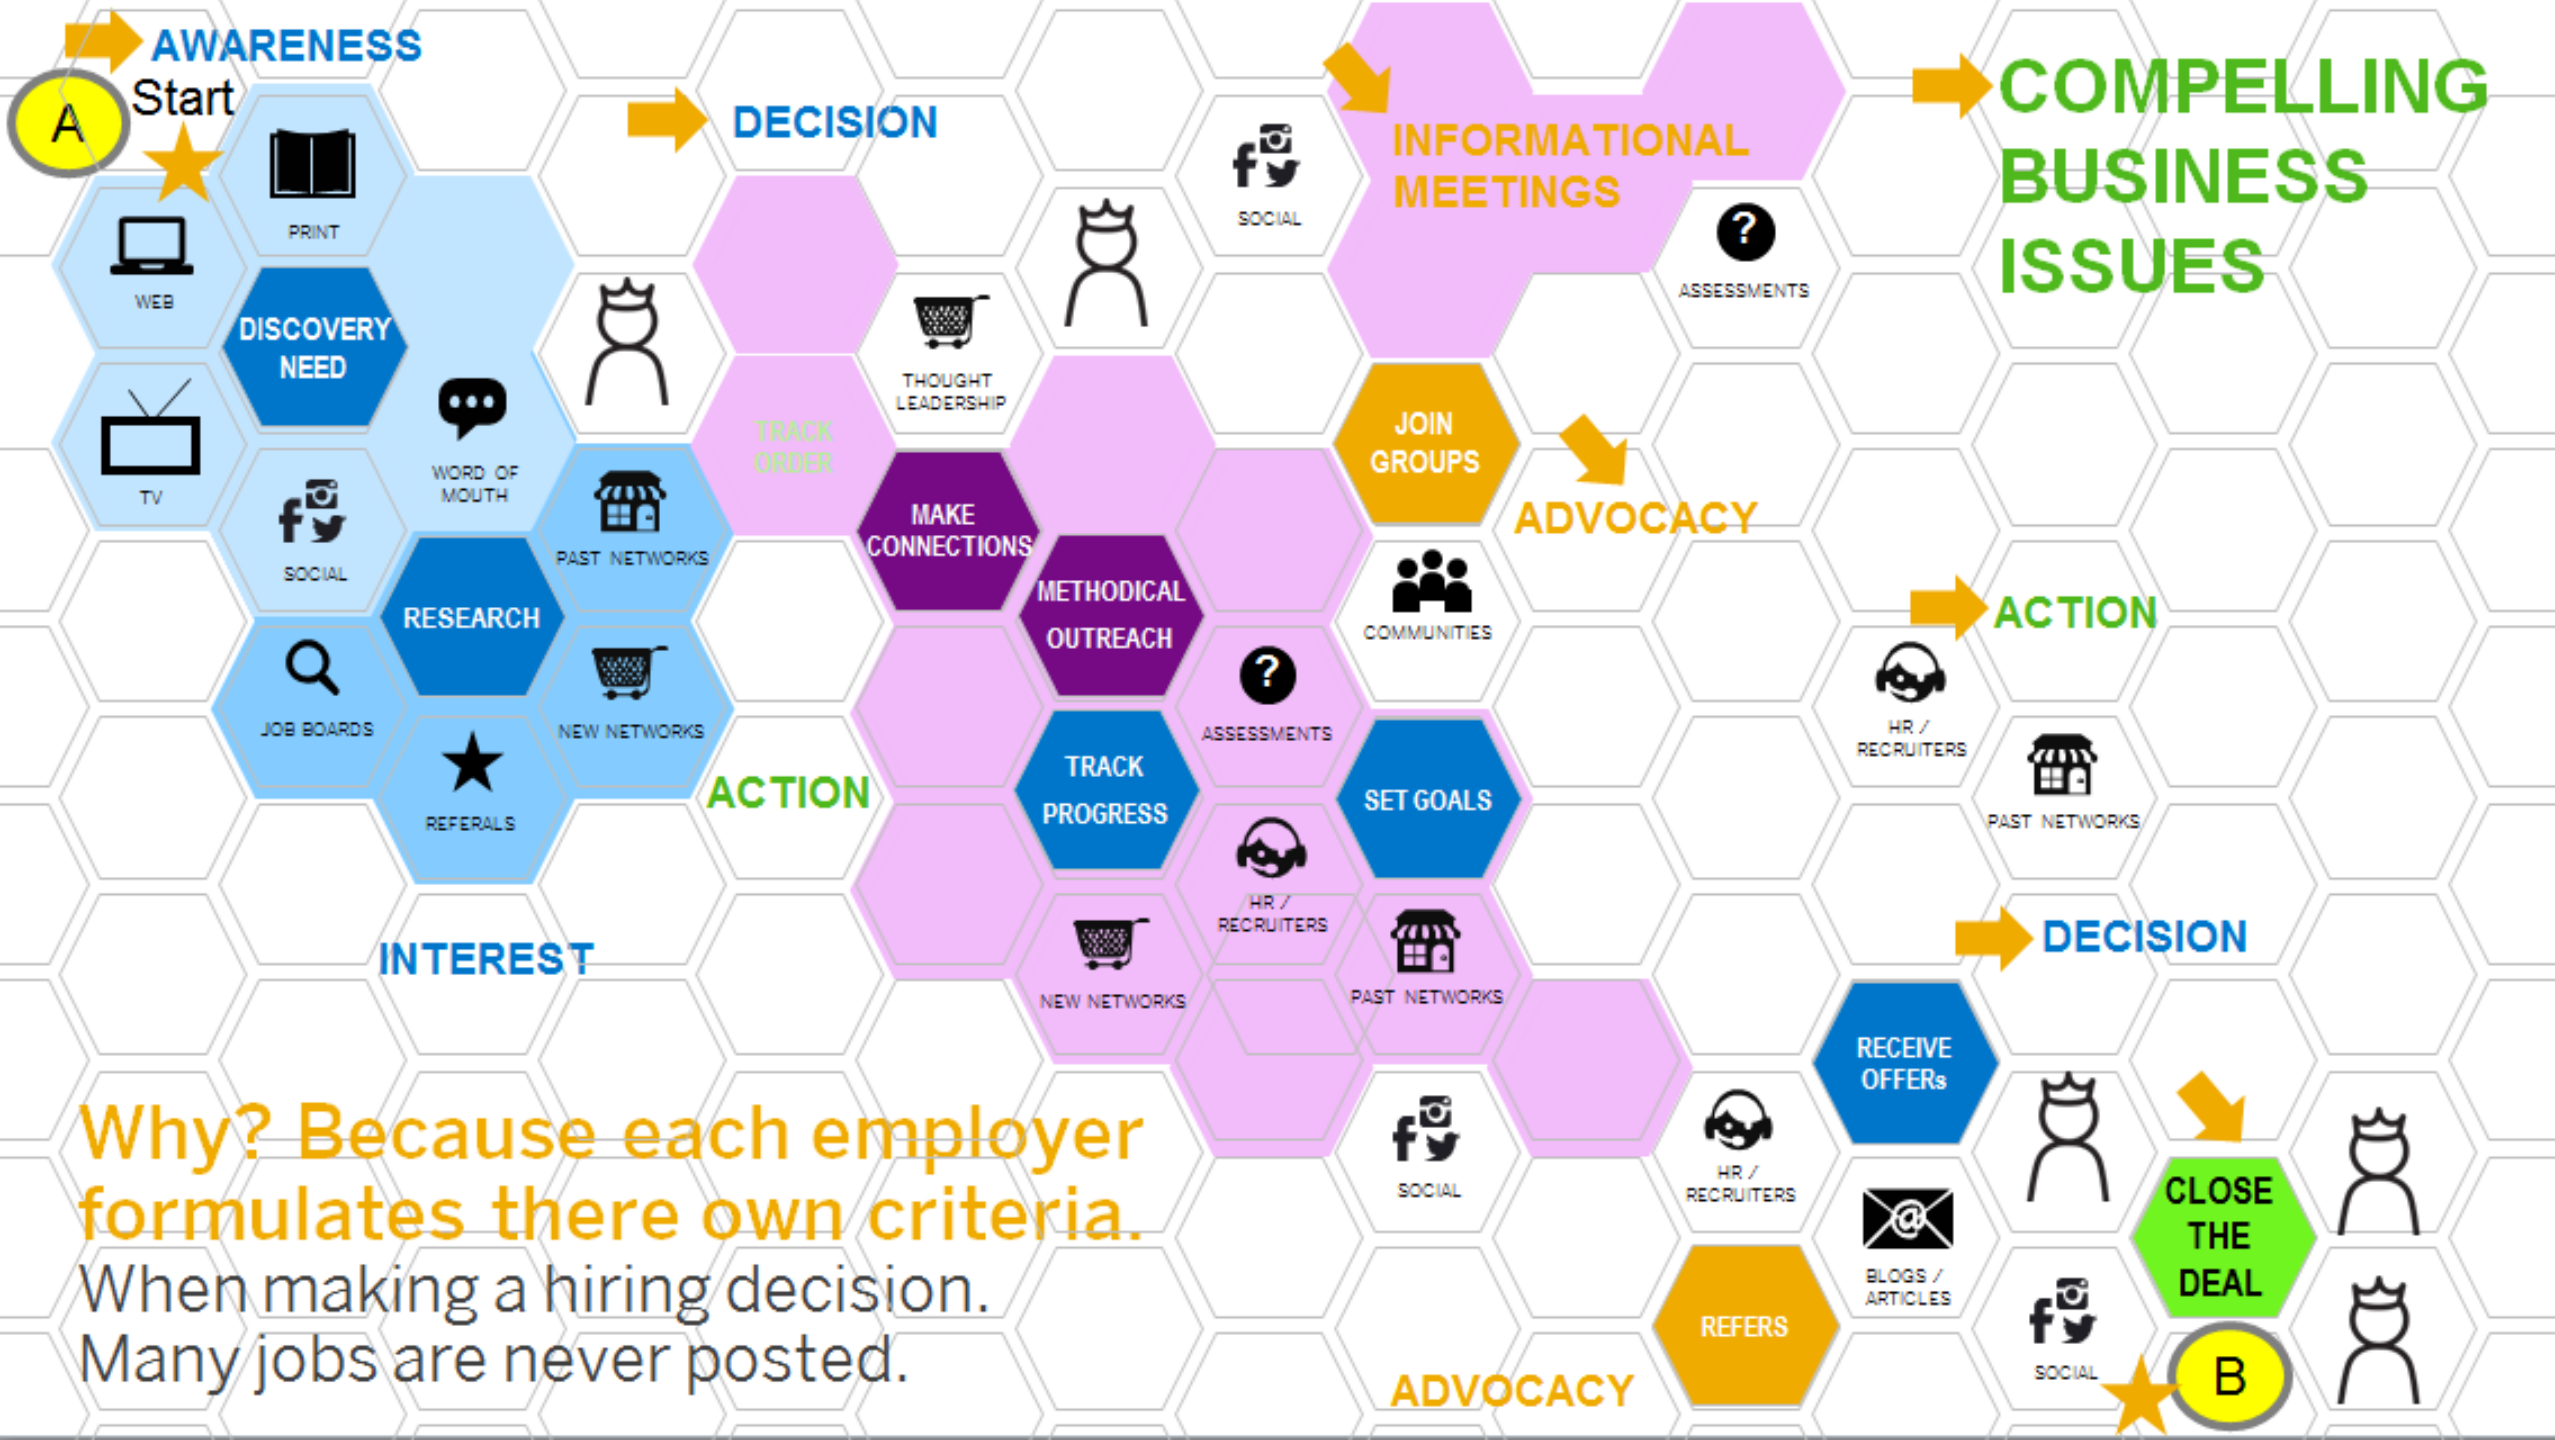 AWARENESS
Start
A
PRINT
WEB
DISCOVERY
NEED
TV
WORD OF
MOUTH
SOCIAL
PAST NETWORKS
RESEARCH
JOB BOARDS
NEW NETWORKS
REFERALS
INTEREST
DECISION
THOUGHT
LEADERSHIP
TRACK
ORDER
MAKE
CONNECTIONS
METHODICAL
OUTREACH
ACTION
TRACK
PROGRESS
ASSESSMENTS
HR /
RECRUITERS
NEW NETWORKS
SOCIAL
INFORMATIONAL
MEETINGS
?
ASSESSMENTS
JOIN
GROUPS
ADVOCACY
COMMUNITIES
?
SET GOALS
PAST NETWORKS
SOCIAL
COMPELLING
BUSINESS
ISSUES
ACTION
HR /
RECRUITERS
PAST NETWORKS
DECISION
RECEIVE
OFFERs
HR /
RECRUITERS
@
BLOGS /
ARTICLES
CLOSE
THE
DEAL
REFERS
SOCIAL
ADVOCACY
B
Why? Because each employer
formulates there own criteria.
When making a hiring decision.
Many jobs are never posted.